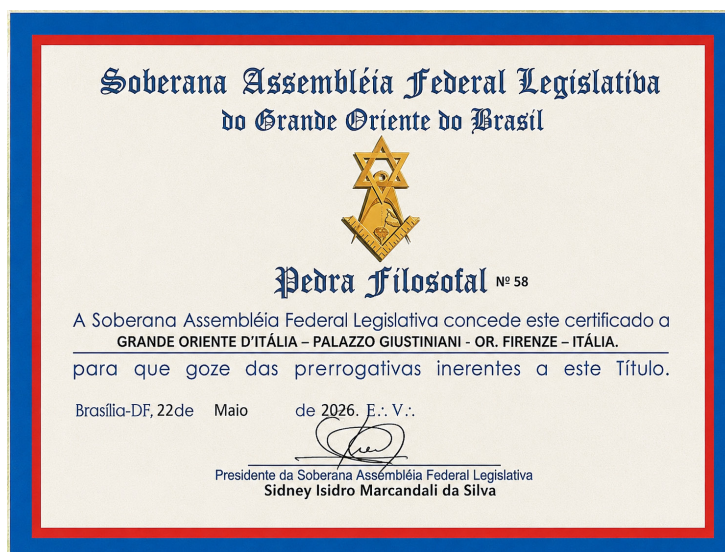 Soberana Assembléia Federal Legislativa
do Grande Oriente do Brasil
Pedra Filosofal Nº 58
A Soberana Assembléia Federal Legislativa concede este certificado a
GRANDE ORIENTE D'ITÁLIA – PALAZZO GIUSTINIANI - OR. FIRENZE – ITÁLIA.
para que goze das prerrogativas inerentes a este Título.
Brasília-DF, 22de Maio de 2026. E∴ V∴
Presidente da Soberana Assembléia Federal Legislativa
Sidney Isidro Marcandali da Silva